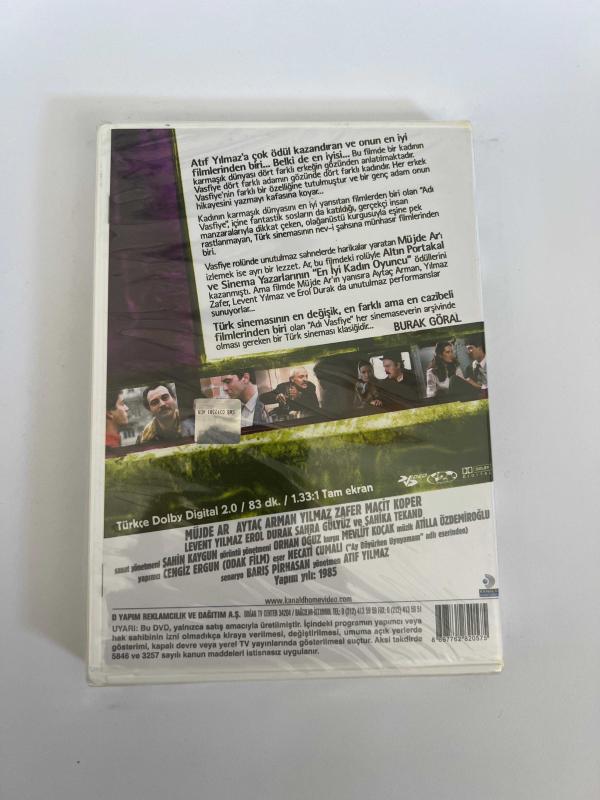 Atıf Yılmaz'a çok ödül kazandıran ve onun en iyi
filmlerinden biri... Belki de en iyisi... Bu filmde bir kadının
karmaşık dünyası dört farklı erkeğin gözünden anlatılmaktadır.
Vasfiye dört farklı adamın gözünde dört farklı kadındır. Her erkek
Vasfiye'nin farklı bir özelliğine tutulmuştur ve bir genç adam onun
hikayesini yazmayı kafasına koyar...
Kadının karmaşık dünyasını en iyi yansıtan filmlerden biri olan "Adı
Vasfiye", içine fantastik sosların da katıldığı, gerçekçi insan
manzaralarıyla dikkat çeken, olağanüstü kurgusuyla eşine pek
rastlanmayan, Türk sinemasının nev-i şahsına münhasır filmlerinden
biri.
Vasfiye rolünde unutulmaz sahnelerde harikalar yaratan Müjde Ar'ı
izlemek ise ayrı bir lezzet. Ar, bu filmdeki rolüyle Altın Portakal
ve Sinema Yazarlarının "En İyi Kadın Oyuncu" ödüllerini
kazanmıştı. Ama filmde Müjde Ar'ın yanısıra Aytaç Arman, Yılmaz
Zafer, Levent Yılmaz ve Erol Durak da unutulmaz performanslar
sunuyorlar...
Türk sinemasının en değişik, en farklı ama en cazibeli
filmlerinden biri olan "Adı Vasfiye" her sinemaseverin arşivinde
olması gereken bir Türk sineması klasiğidir...
BURAK GÖRAL
Türkçe Dolby Digital 2.0 / 83 dk. / 1.33:1 Tam ekran
MÜJDE AR AYTAÇ ARMAN YILMAZ ZAFER MACİT KOPER
LEVENT YILMAZ EROL DURAK SAHRA GÜLYÜZ ve ŞAHİKA TEKAND
sanat yönetmeni ŞAHİN KAYGUN görüntü yönetmeni ORHAN OĞUZ kurgu MEVLUT KOÇAK müzik ATİLLA ÖZDEMİROĞLU
yapımcı CENGİZ ERGUN (ODAK FİLM) eser NECATİ CUMALI ("Ay Büyürken Uyuyamam" adlı eserinden)
senaryo BARIŞ PİRHASAN yönetmen ATIF YILMAZ
Yapım yılı: 1985
www.kanaldhomevideo.com
D YAPIM REKLAMCILIK VE DAĞITIM A.Ş. DOĞAN TV CENTER 34204 / BAĞCILAR-İSTANBUL
UYARI: Bu DVD, yalnızca satış amacıyla üretilmiştir. İçindeki programın yapımcı veya
hak sahibinin izni olmadıkça kiraya verilmesi, değiştirilmesi, umuma açık yerlerde
gösterimi, kapalı devre veya yerel TV yayınlarında gösterilmesi suçtur. Aksi takdirde
5846 ve 3257 sayılı kanun maddeleri istisnasız uygulanır.